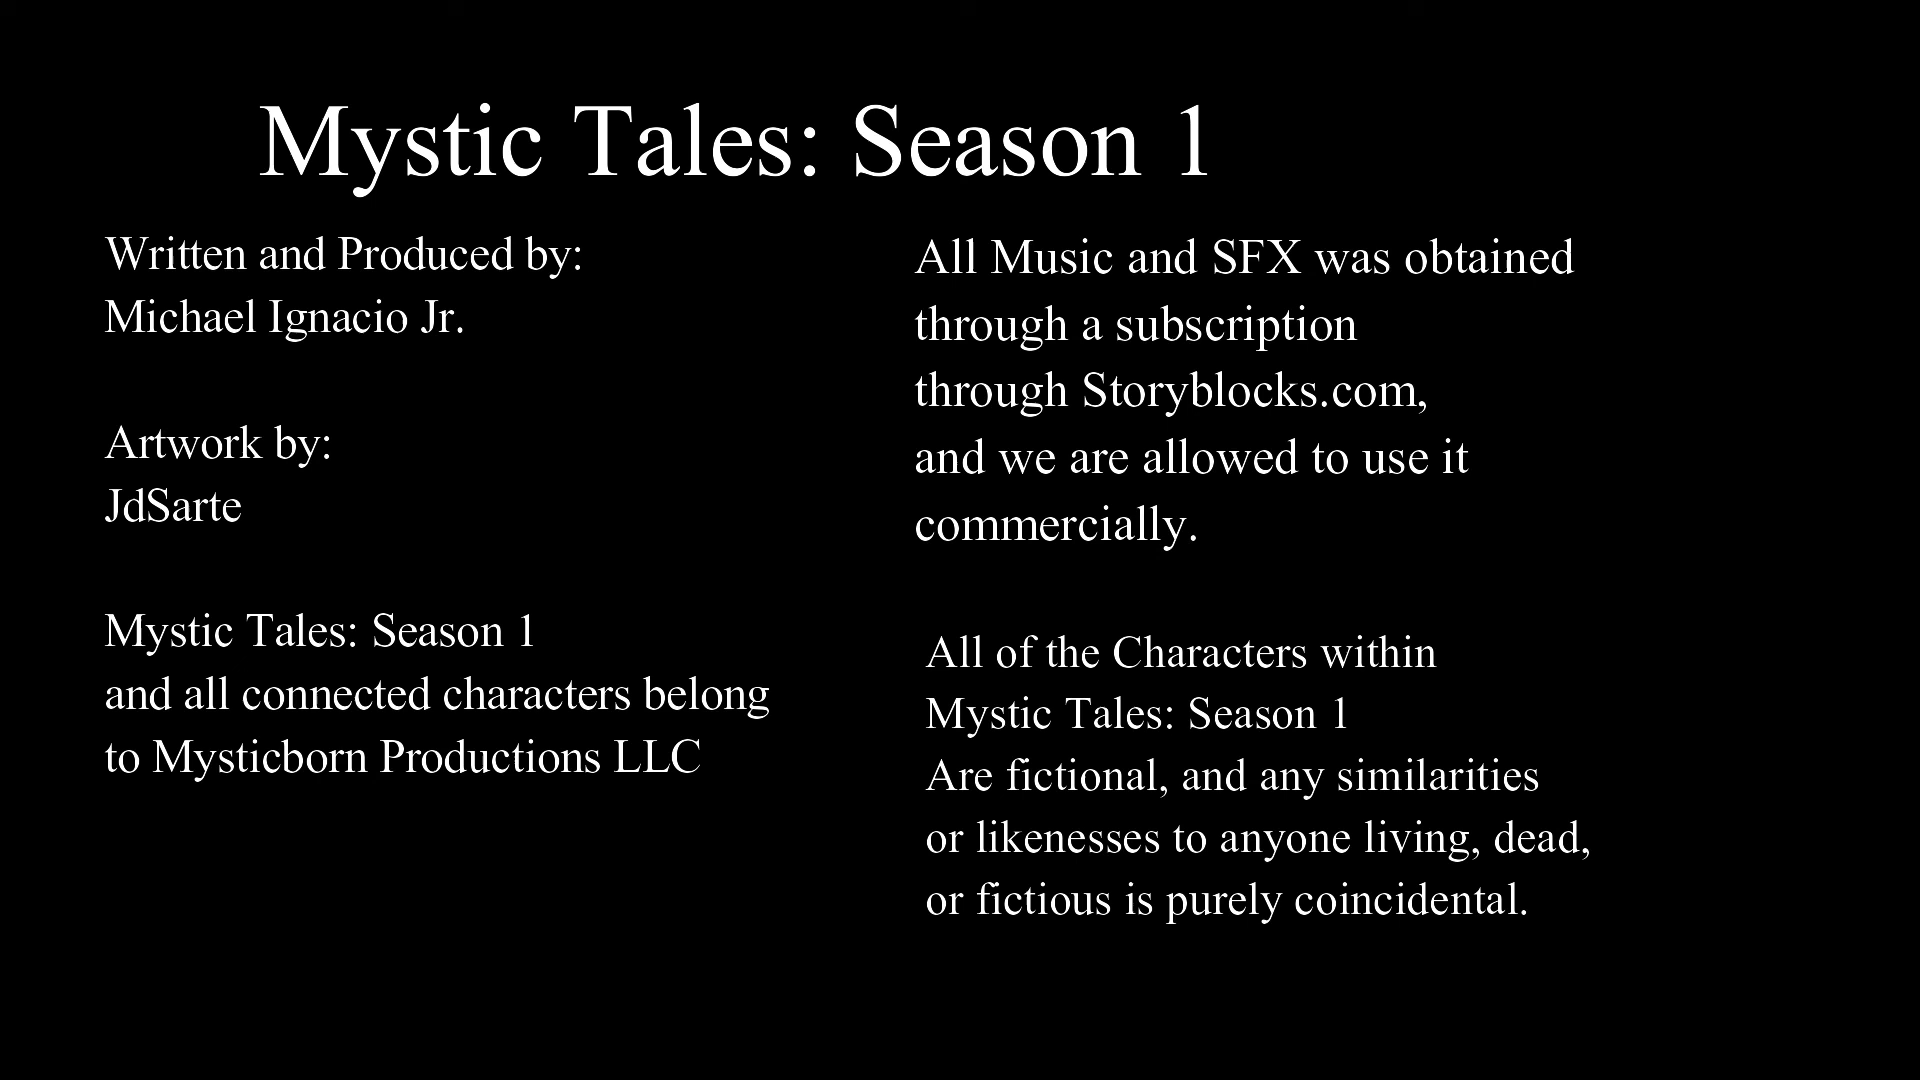 Mystic Tales: Season 1
Written and Produced by:
Michael Ignacio Jr.
Artwork by:
JdSarte
Mystic Tales: Season 1
and all connected characters belong
to Mysticborn Productions LLC
All Music and SFX was obtained
through a subscription
through Storyblocks.com,
and we are allowed to use it
commercially.
All of the Characters within
Mystic Tales: Season 1
Are fictional, and any similarities
or likenesses to anyone living, dead,
or fictious is purely coincidental.